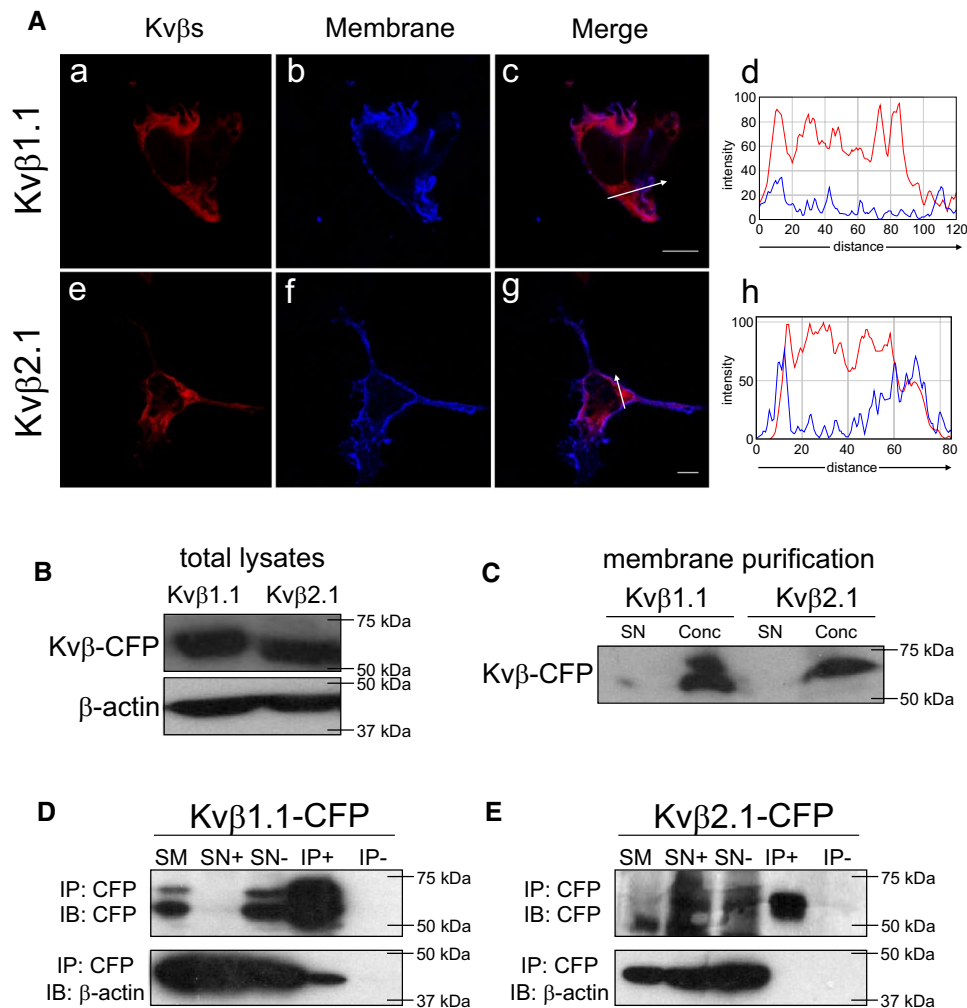 A
Kvβs Membrane Merge
Kvβ1.1
a b c d
100
80
60
40
20
0
intensity
0 20 40 60 80 100 120
distance
Kvβ2.1
e f g h
100
50
0
intensity
0 20 40 60 80
distance
B
total lysates
Kvβ1.1 Kvβ2.1
Kvβ-CFP
75 kDa
50 kDa
β-actin
50 kDa
37 kDa
C
membrane purification
Kvβ1.1 Kvβ2.1
SN Conc SN Conc
Kvβ-CFP
75 kDa
50 kDa
D
Kvβ1.1-CFP
SM SN+ SN- IP+ IP-
IP: CFP
IB: CFP
75 kDa
50 kDa
IP: CFP
IB: β-actin
50 kDa
37 kDa
E
Kvβ2.1-CFP
SM SN+ SN- IP+ IP-
IP: CFP
IB: CFP
75 kDa
50 kDa
IP: CFP
IB: β-actin
50 kDa
37 kDa